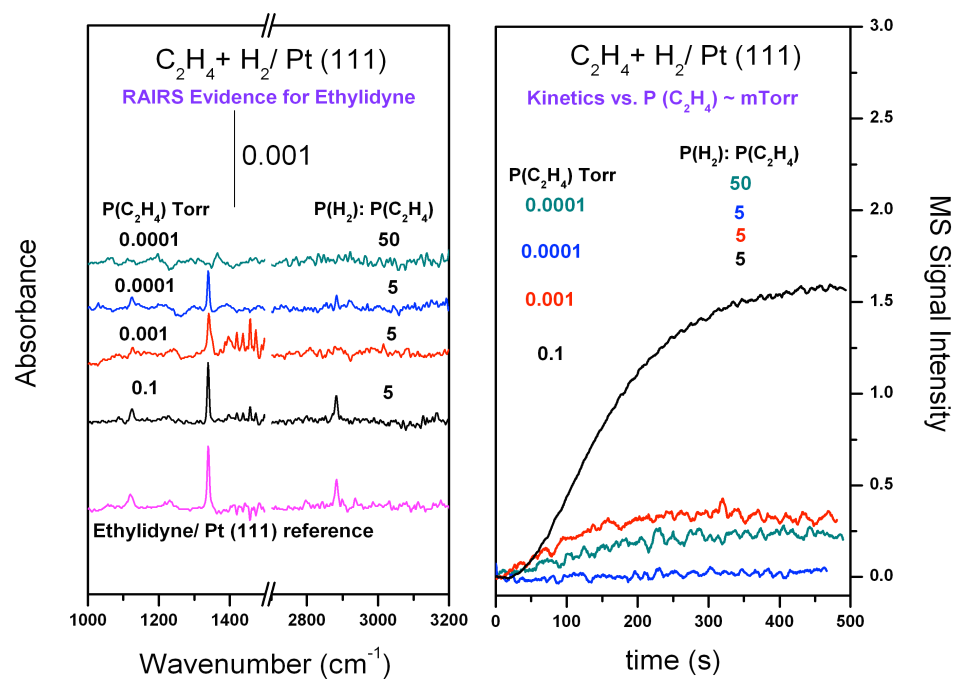 C₂H₄+ H₂/ Pt (111)
RAIRS Evidence for Ethylidyne
0.001
P(C₂H₄) Torr
P(H₂): P(C₂H₄)
0.0001
50
0.0001
5
0.001
5
0.1
5
Ethylidyne/ Pt (111) reference
Absorbance
1000
1200
1400
2800
3000
3200
Wavenumber (cm⁻¹)
C₂H₄+ H₂/ Pt (111)
Kinetics vs. P (C₂H₄) ~ mTorr
P(H₂): P(C₂H₄)
P(C₂H₄) Torr
50
0.0001
5
5
0.0001
5
0.001
0.1
3.0
2.5
2.0
1.5
1.0
0.5
0.0
MS Signal Intensity
0
100
200
300
400
500
time (s)